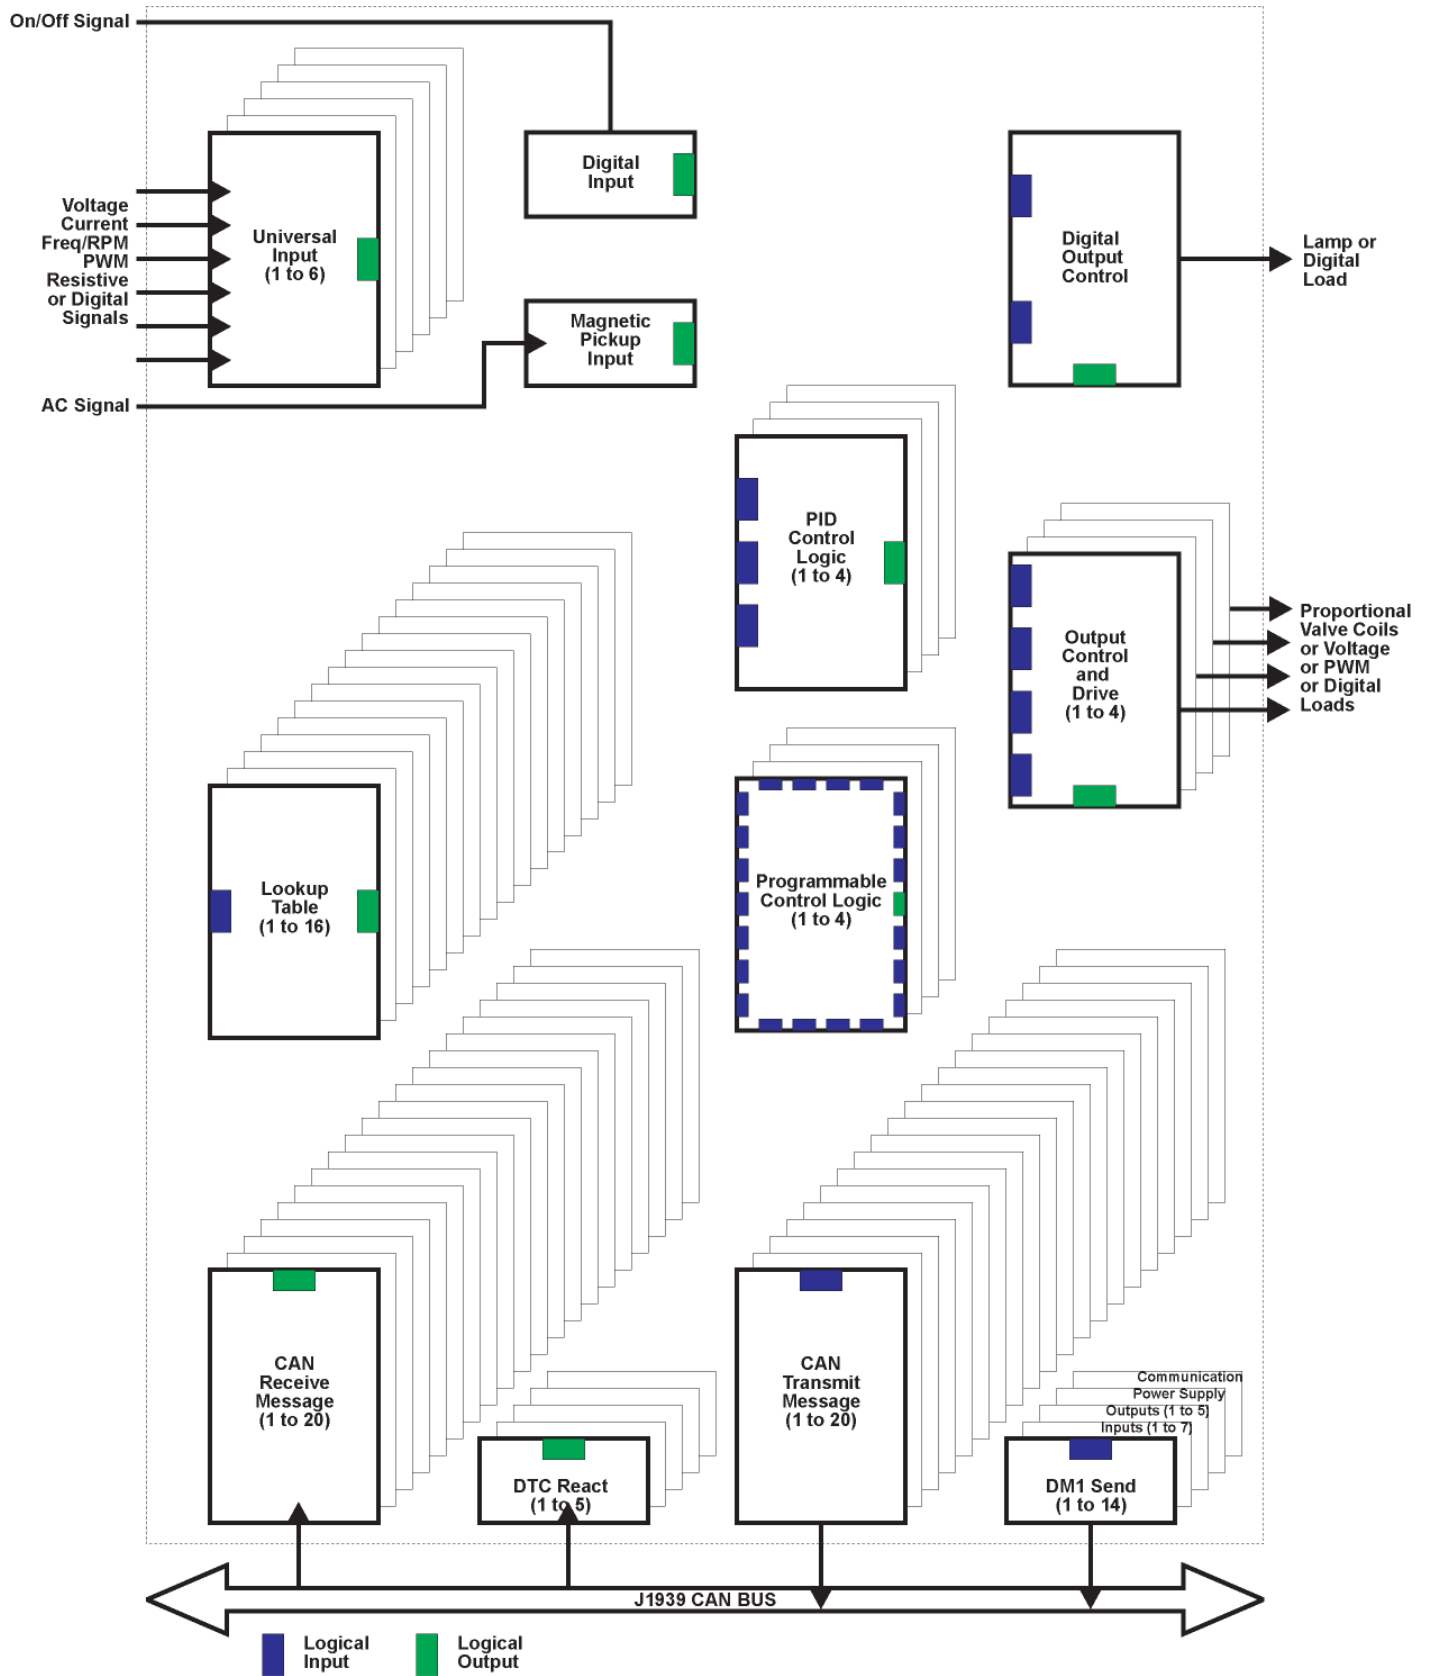 On/Off Signal
Digital
Input
Voltage
Current
Freq/RPM
PWM
Resistive
or Digital
Signals
Universal
Input
(1 to 6)
Digital
Output
Control
Lamp or
Digital
Load
Magnetic
Pickup
Input
AC Signal
PID
Control
Logic
(1 to 4)
Output
Control
and
Drive
(1 to 4)
Proportional
Valve Coils
or Voltage
or PWM
or Digital
Loads
Lookup
Table
(1 to 16)
Programmable
Control Logic
(1 to 4)
CAN
Receive
Message
(1 to 20)
DTC React
(1 to 5)
CAN
Transmit
Message
(1 to 20)
Communication
Power Supply
Outputs (1 to 5)
Inputs (1 to 7)
DM1 Send
(1 to 14)
J1939 CAN BUS
Logical
Input
Logical
Output